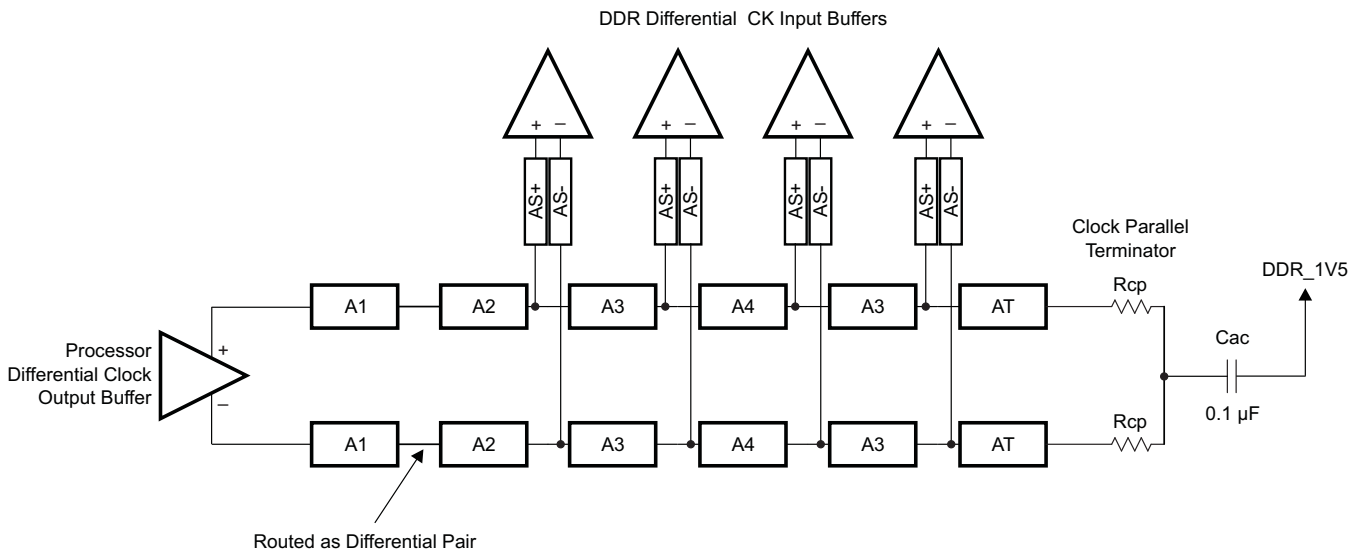 DDR Differential CK Input Buffers
+ − + − + − + −
AS+ AS- AS+ AS- AS+ AS- AS+ AS-
Clock Parallel
Terminator
DDR_1V5
A1 A2 A3 A4 A3 AT Rcp
Processor
Differential Clock
Output Buffer
+
−
Cac
0.1 µF
A1 A2 A3 A4 A3 AT Rcp
Routed as Differential Pair